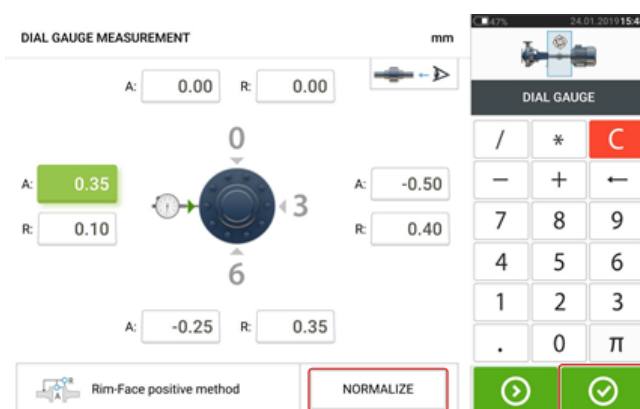 47% 24.01.2019 15:4
DIAL GAUGE MEASUREMENT mm
A: 0.00 R: 0.00
DIAL GAUGE
0
/ * C
A: 0.35 A: -0.50
− + ←
3
R: 0.10 R: 0.40
7 8 9
6
4 5 6
A: -0.25 R: 0.35
1 2 3
. 0 π
A R
Rim-Face positive method NORMALIZE